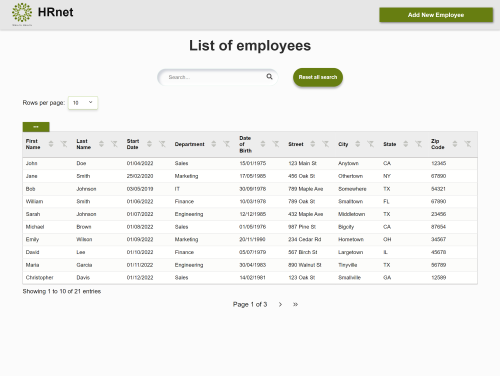 HRnet
Add New Employee
List of employees
Search...
Reset all search
Rows per page: 10
First Name Last Name Start Date Department Date of Birth Street City State Zip Code
John Doe 01/04/2022 Sales 15/01/1975 123 Main St Anytown CA 12345
Jane Smith 25/02/2020 Marketing 17/05/1985 456 Oak St Othertown NY 67890
Bob Johnson 03/05/2019 IT 30/09/1978 789 Maple Ave Somewhere TX 54321
William Smith 01/06/2022 Finance 10/03/1978 789 Oak St Smalltown FL 67890
Sarah Johnson 01/07/2022 Engineering 12/12/1985 432 Maple Ave Middletown TX 23456
Michael Brown 01/08/2022 Sales 01/05/1976 987 Pine St Bigcity CA 87654
Emily Wilson 01/09/2022 Marketing 20/11/1990 234 Cedar Rd Hometown OH 34567
David Lee 01/10/2022 Finance 05/07/1979 567 Birch St Largetown IL 45678
Maria Garcia 01/11/2022 Engineering 30/04/1983 890 Walnut St Tinyville TX 56789
Christopher Davis 01/12/2022 Sales 14/02/1981 123 Oak St Smallville GA 12589
Showing 1 to 10 of 21 entries
Page 1 of 3